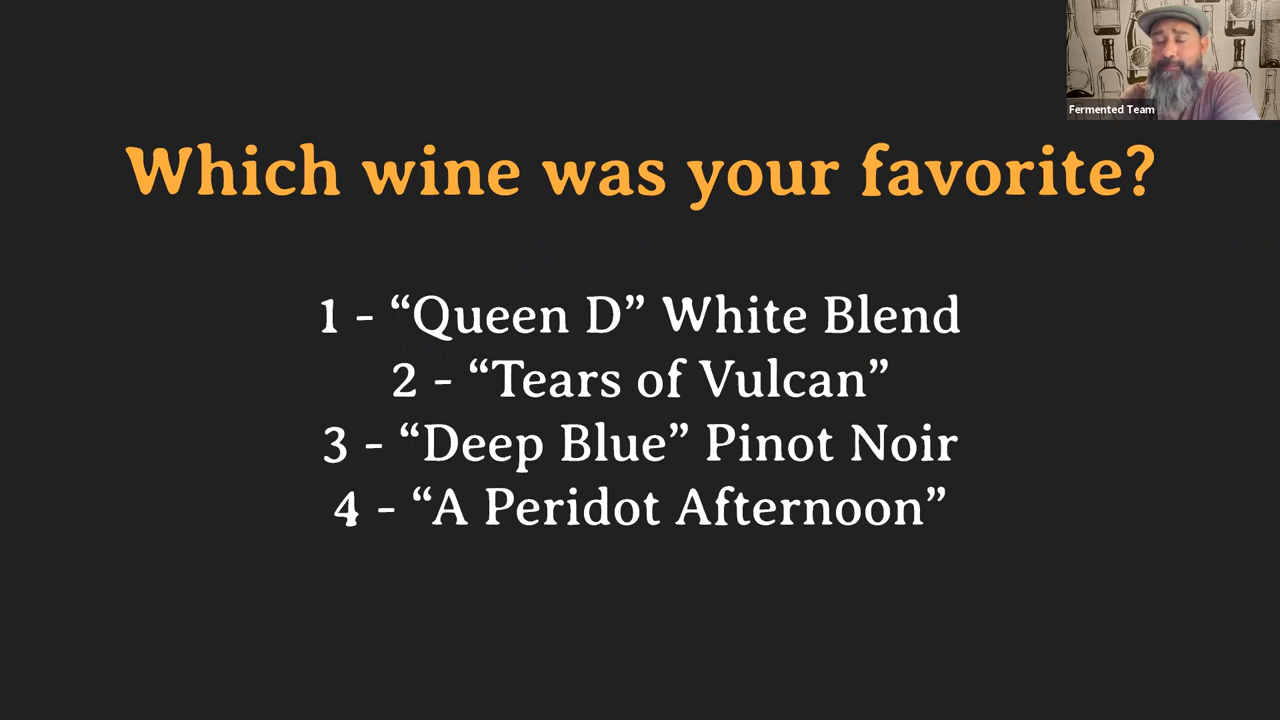 Fermented Team
Which wine was your favorite?
1 - “Queen D” White Blend
2 - “Tears of Vulcan”
3 - “Deep Blue” Pinot Noir
4 - “A Peridot Afternoon”